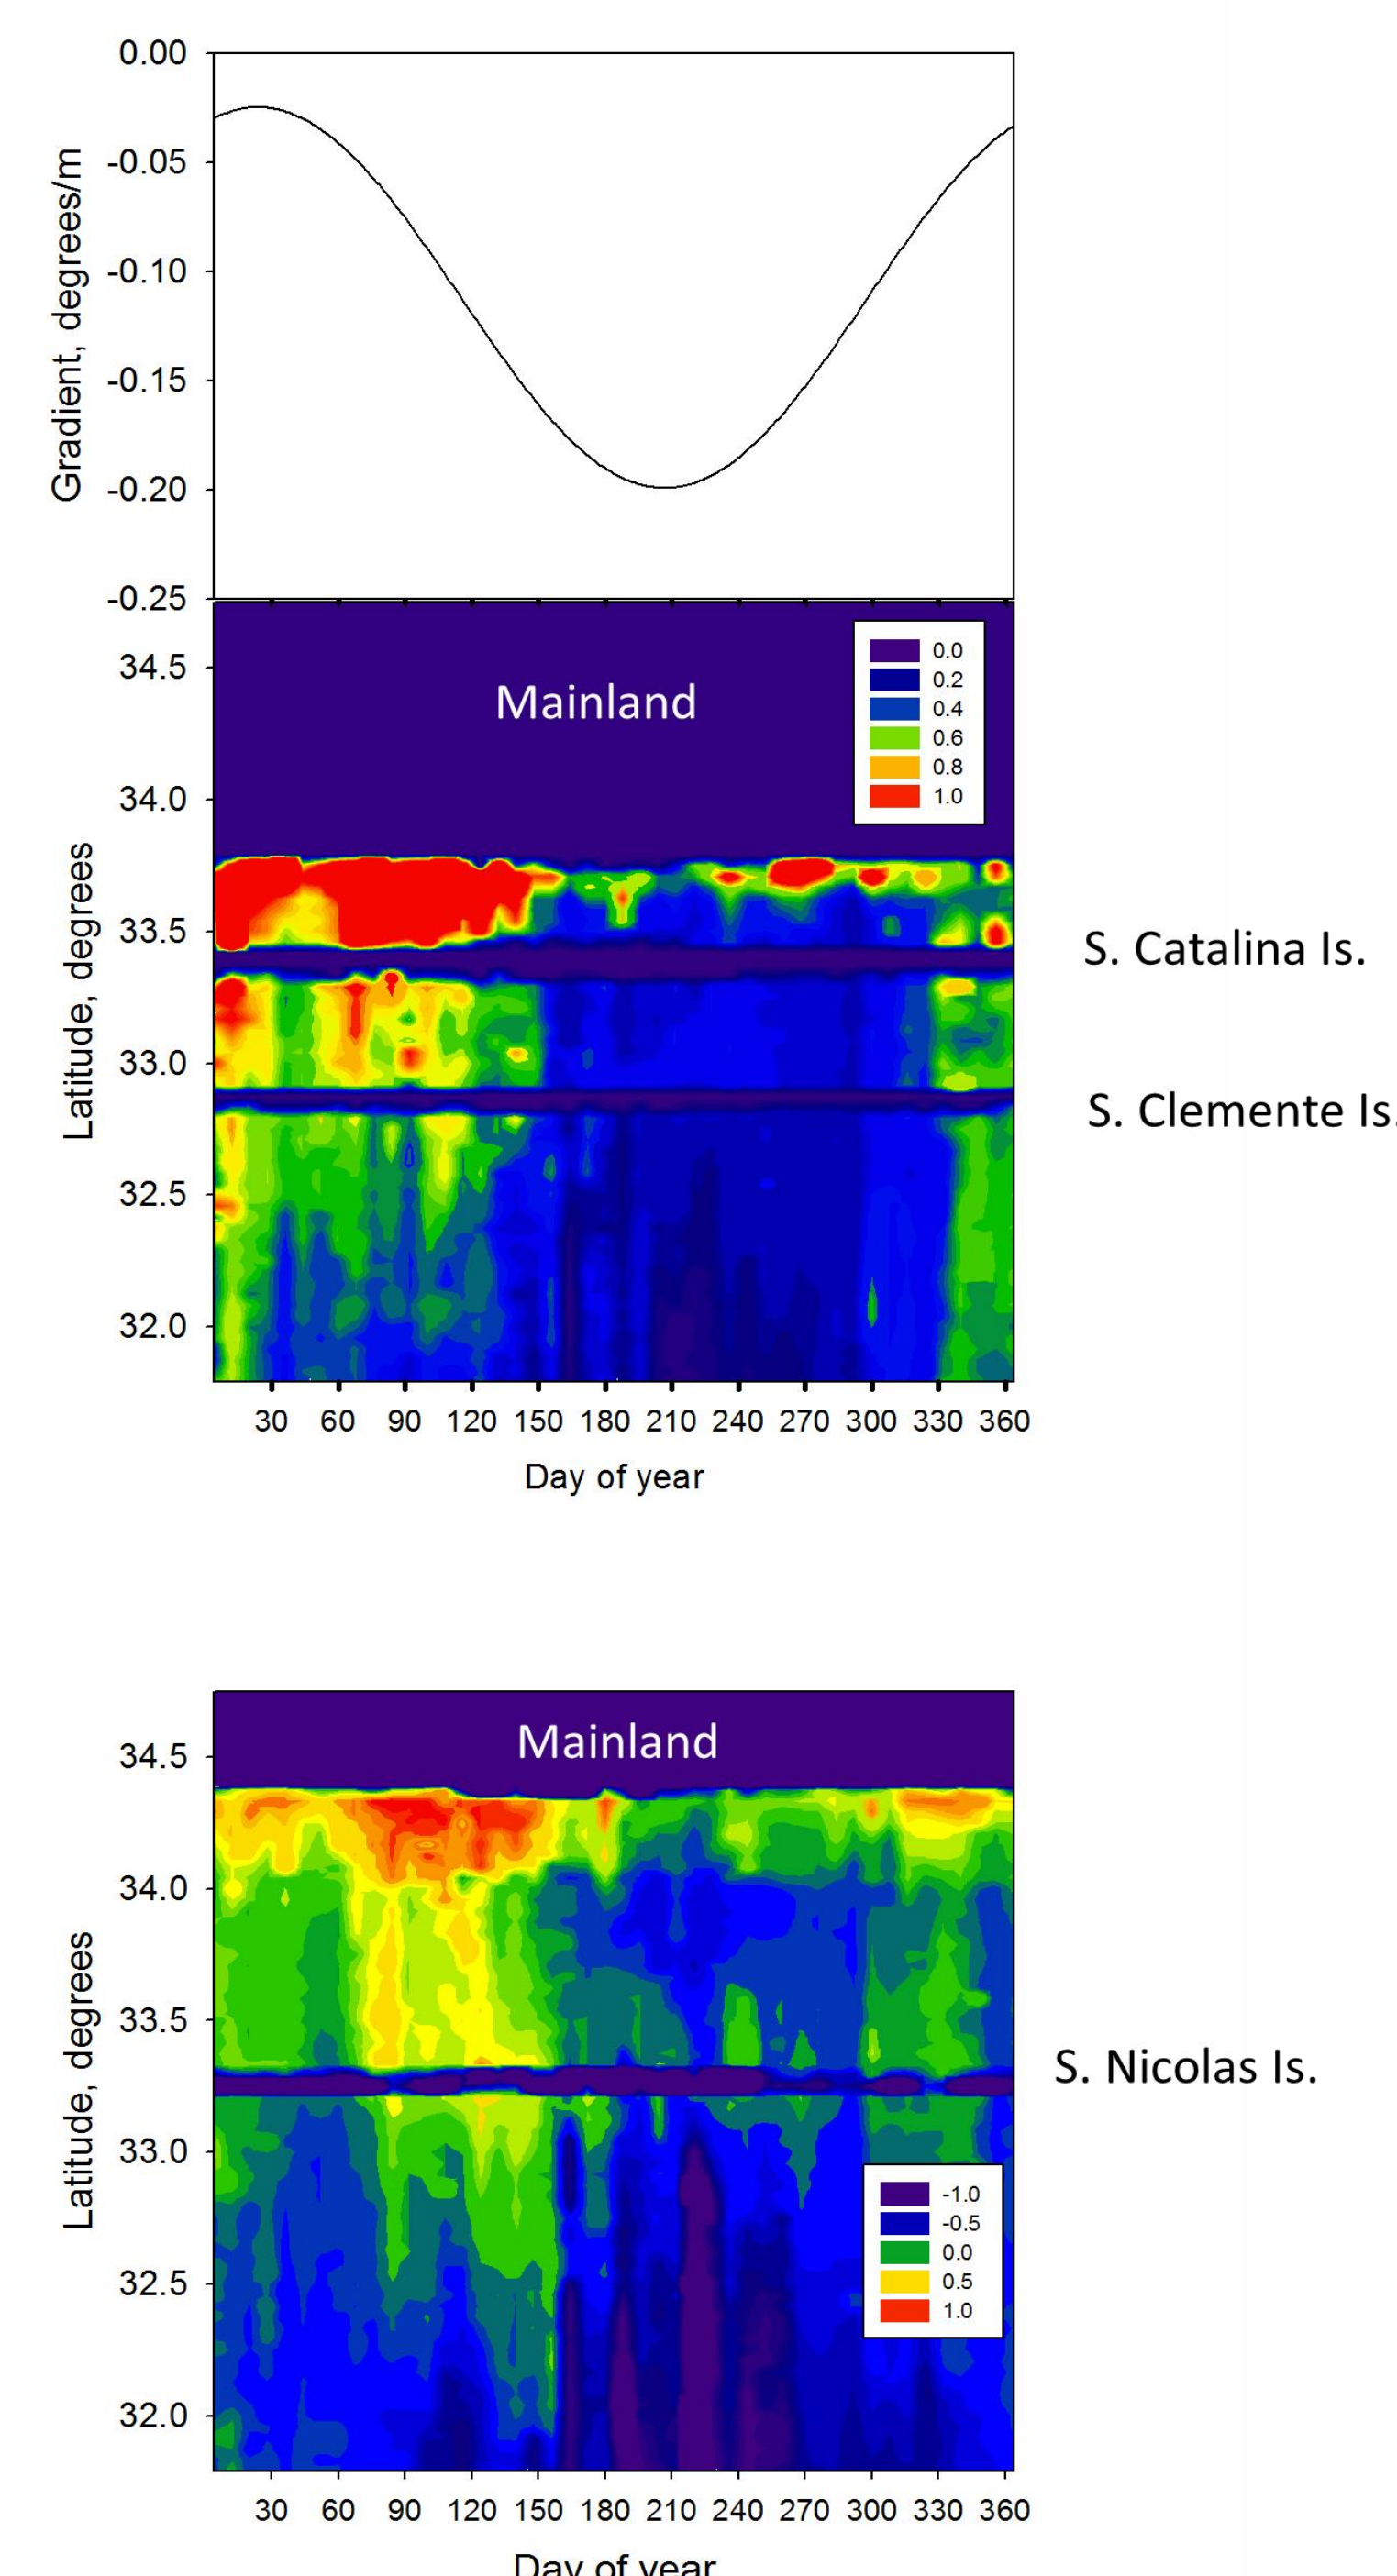 0.00
-0.05
-0.10
-0.15
-0.20
-0.25
Gradient, degrees/m
Mainland
0.0
0.2
0.4
0.6
0.8
1.0
34.5
34.0
33.5
33.0
32.5
32.0
Latitude, degrees
S. Catalina Is.
S. Clemente Is.
30 60 90 120 150 180 210 240 270 300 330 360
Day of year
Mainland
34.5
34.0
33.5
33.0
32.5
32.0
Latitude, degrees
S. Nicolas Is.
-1.0
-0.5
0.0
0.5
1.0
30 60 90 120 150 180 210 240 270 300 330 360
Day of year